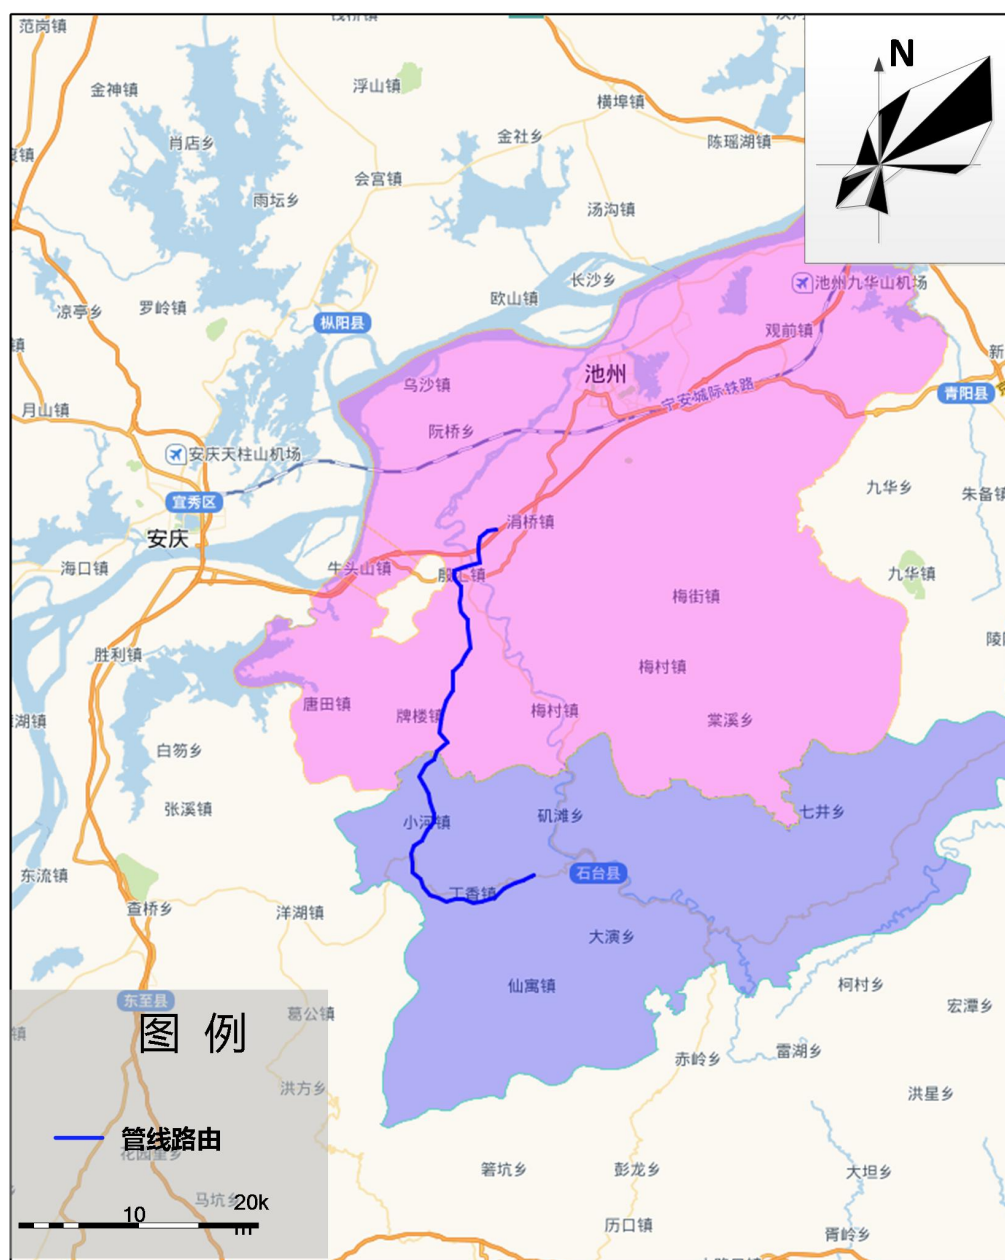 范岗镇
金神镇
浮山镇
横埠镇
N
肖店乡
金社乡
陈瑶湖镇
会宫镇
雨坛乡
汤沟镇
长沙乡
池州九华山机场
欧山镇
凉亭乡
罗岭镇
枞阳县
观前镇
新
池州
乌沙镇
宁安城际铁路
青阳县
月山镇
阮桥乡
安庆天柱山机场
九华乡
朱备镇
宜秀区
涓桥镇
安庆
海口镇
牛头山镇
九华镇
梅街镇
胜利镇
梅村镇
唐田镇
牌楼镇
梅村镇
棠溪乡
湖镇
白笏乡
张溪镇
小河镇
矶滩乡
七井乡
东流镇
石台县
丁香镇
查桥乡
洋湖镇
大演乡
仙寓镇
柯村乡
东至县
宏潭乡
葛公镇
图 例
赤岭乡
雷湖乡
洪方乡
洪星乡
管线路由
花园里乡
箬坑乡
彭龙乡
大坦乡
马坑乡
10
20k
m
历口镇
胥岭乡